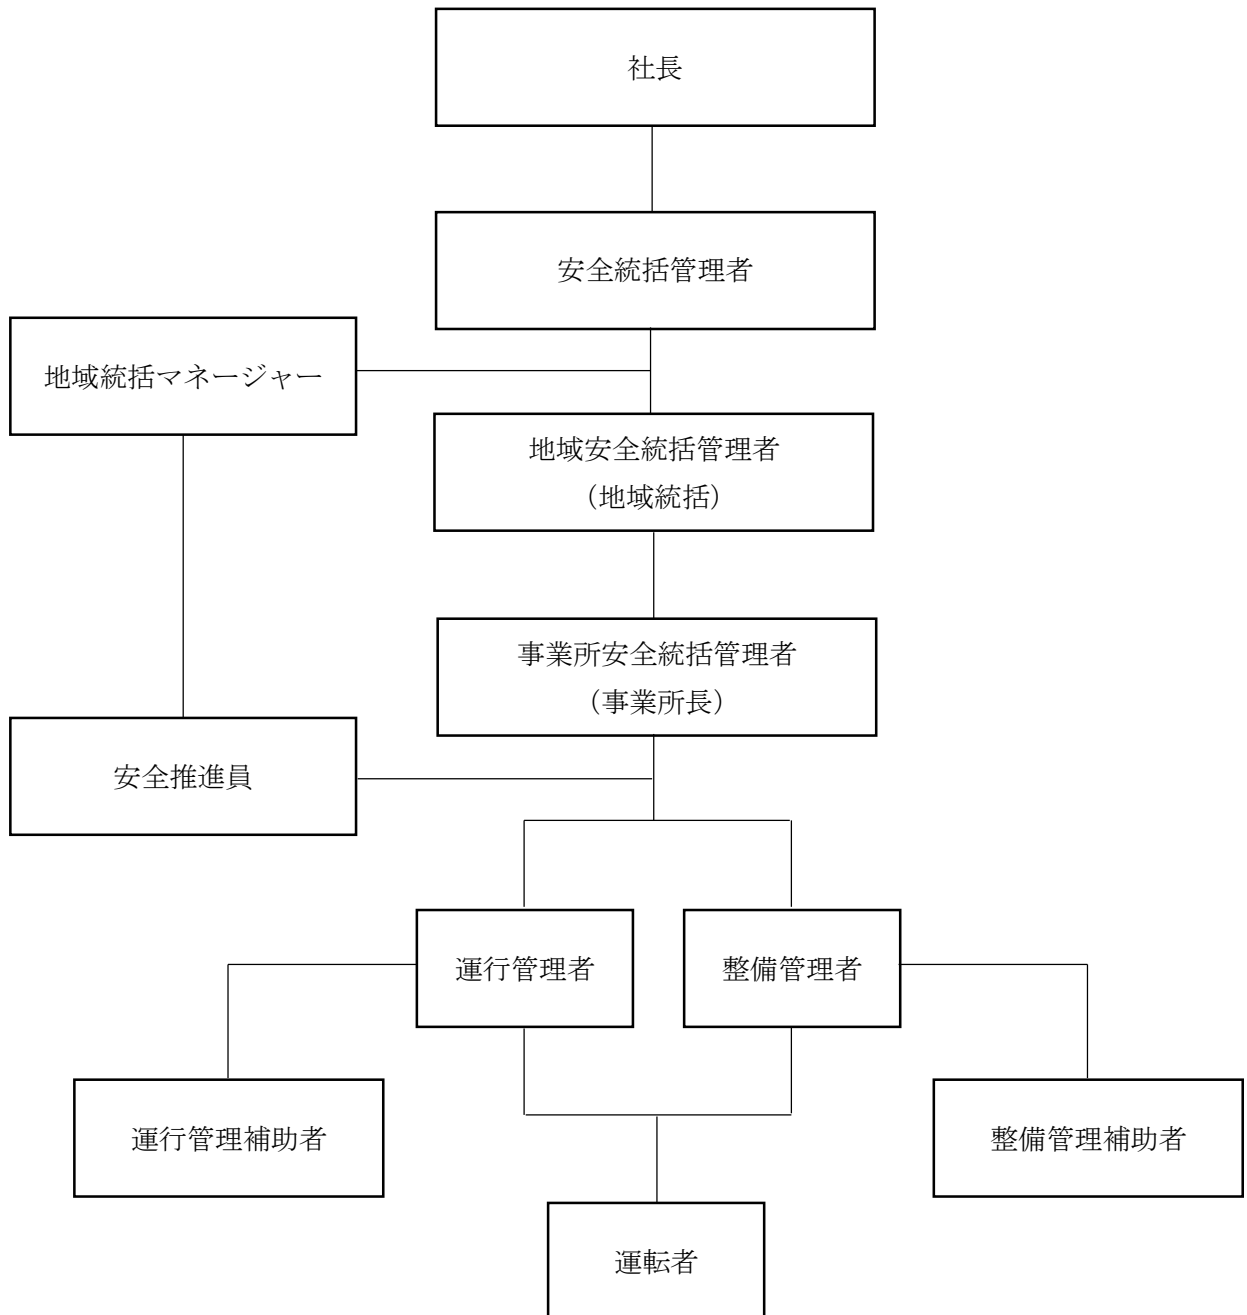 社長
安全統括管理者
地域統括マネージャー
地域安全統括管理者
（地域統括）
事業所安全統括管理者
（事業所長）
安全推進員
運行管理者
整備管理者
運行管理補助者
整備管理補助者
運転者